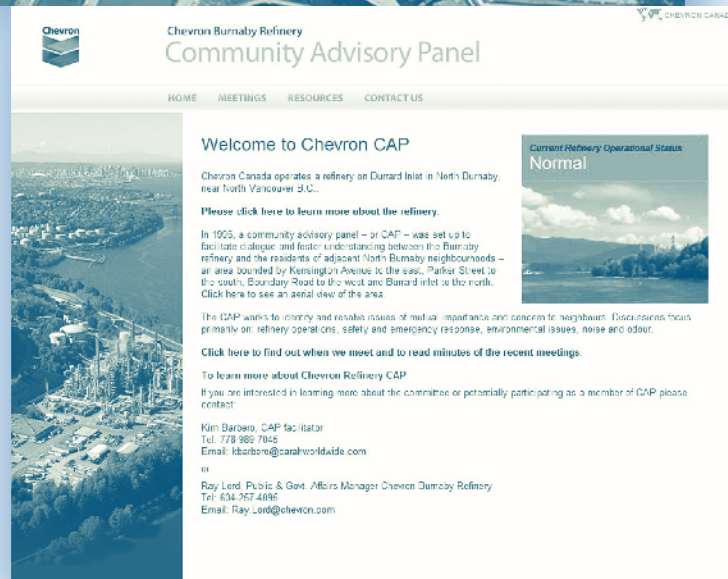 CHEVRON CANADA
Chevron
Chevron Burnaby Refinery
Community Advisory Panel
HOME MEETINGS RESOURCES CONTACT US
Welcome to Chevron CAP
Current Refinery Operational Status
Normal
Chevron Canada operates a refinery on Burrard Inlet in North Burnaby,
near North Vancouver B.C..
Please click here to learn more about the refinery.
In 1995, a community advisory panel – or CAP – was set up to
facilitate dialogue and foster understanding between the Burnaby
refinery and the residents of adjacent North Burnaby neighbourhoods –
an area bounded by Kensington Avenue to the east, Parker Street to
the south, Boundary Road to the west and Burrard inlet to the north.
Click here to see an aerial view of the area.
The CAP works to identify and resolve issues of mutual importance and concern to neighbours. Discussions focus
primarily on: refinery operations, safety and emergency response, environmental issues, noise and odour.
Click here to find out when we meet and to read minutes of the recent meetings.
To learn more about Chevron Refinery CAP
If you are interested in learning more about the committee or potentially participating as a member of CAP please
contact:
Kim Barbero, CAP facilitator
Tel: 778-989-7045
Email: kbarbero@carahworldwide.com
or
Ray Lord, Public & Govt. Affairs Manager Chevron Burnaby Refinery
Tel: 604-257-4095
Email: Ray.Lord@chevron.com